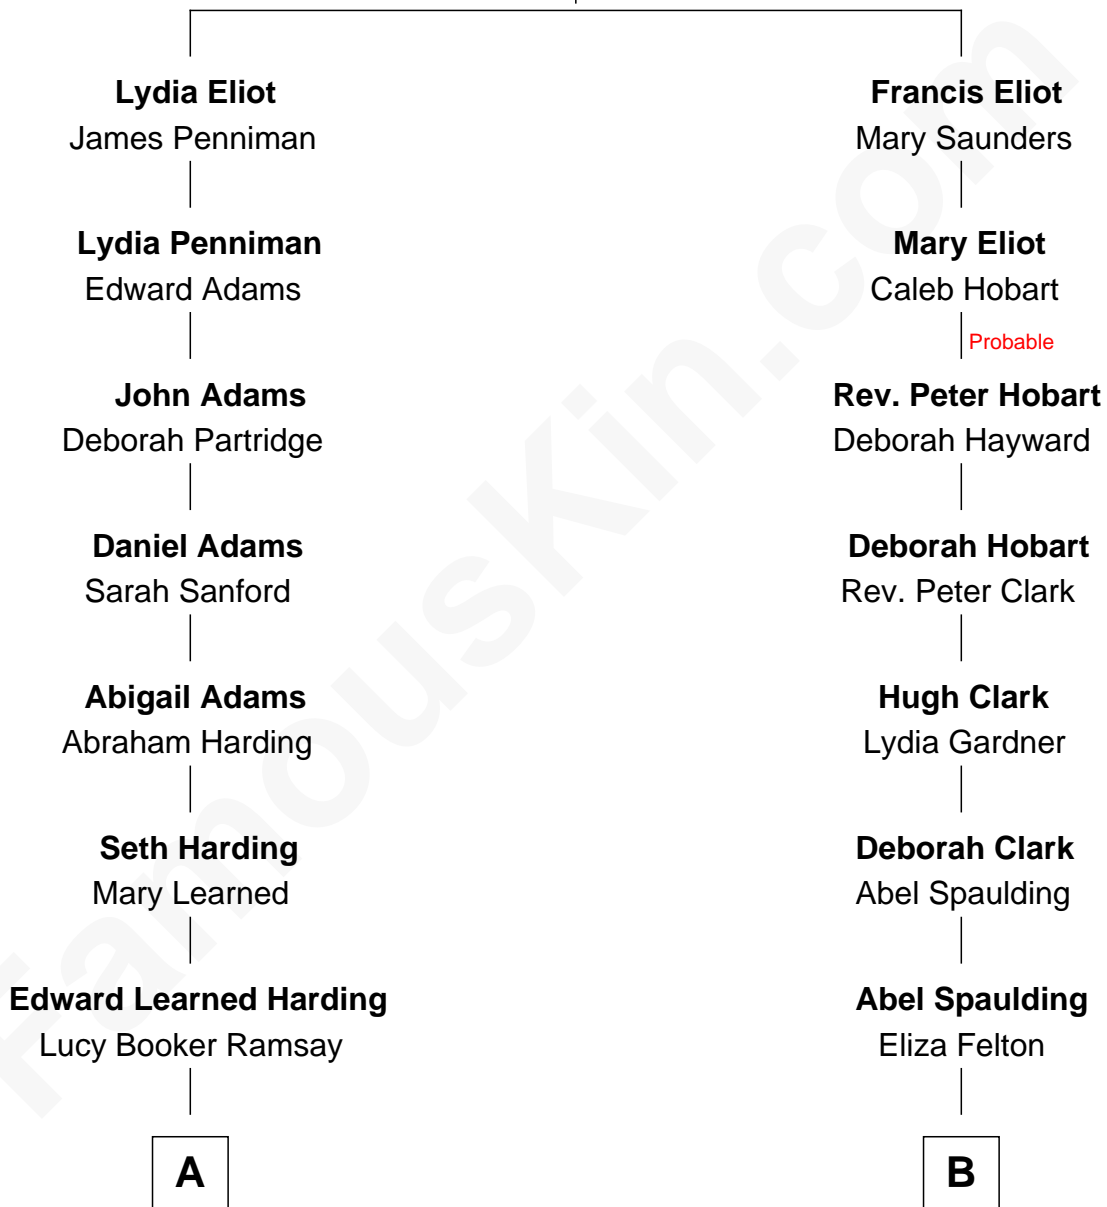 Lydia Eliot
James Penniman
Lydia Penniman
Edward Adams
John Adams
Deborah Partridge
Daniel Adams
Sarah Sanford
Abigail Adams
Abraham Harding
Seth Harding
Mary Learned
Edward Learned Harding
Lucy Booker Ramsay
A
Francis Eliot
Mary Saunders
Mary Eliot
Caleb Hobart
Probable
Rev. Peter Hobart
Deborah Hayward
Deborah Hobart
Rev. Peter Clark
Hugh Clark
Lydia Gardner
Deborah Clark
Abel Spaulding
Abel Spaulding
Eliza Felton
B
FamousKin.com